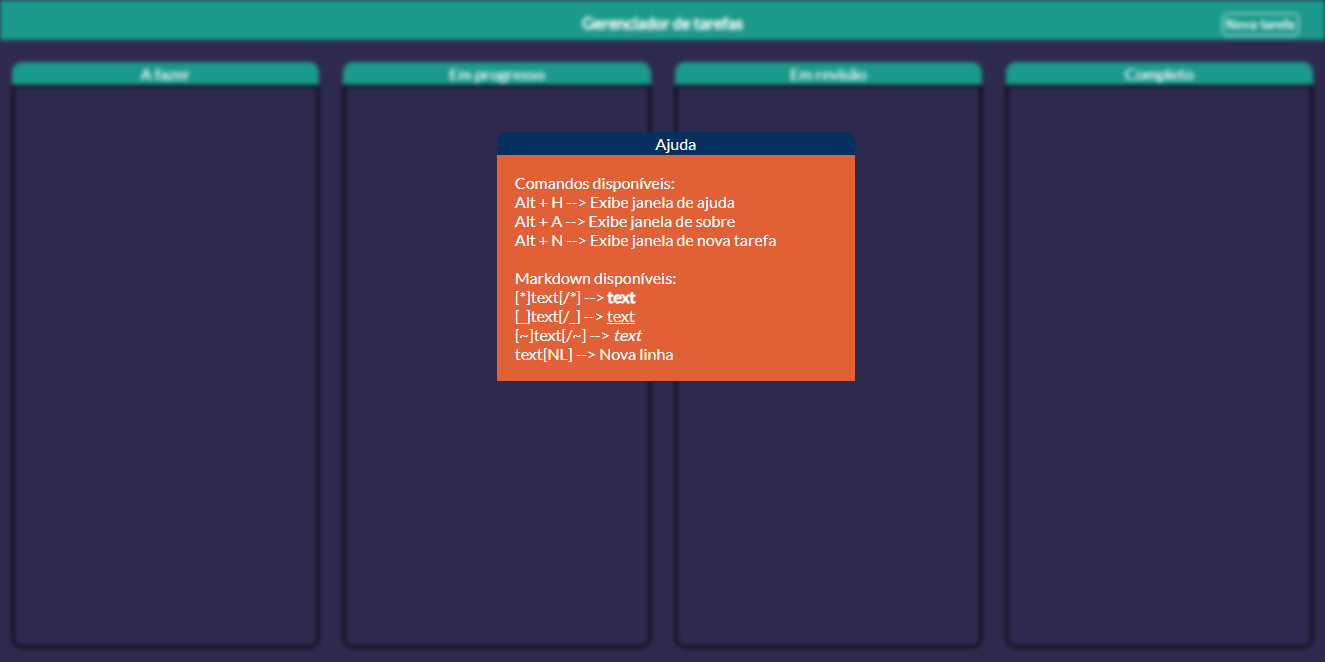 Gerenciador de tarefas
Nova tarefa
A fazer
Em progresso
Em revisão
Completo
Ajuda
Comandos disponíveis:
Alt + H --> Exibe janela de ajuda
Alt + A --> Exibe janela de sobre
Alt + N --> Exibe janela de nova tarefa
Markdown disponíveis:
[*]text[/*] --> text
[_]text[/_] --> text
[~]text[/~] --> text
text[NL] --> Nova linha